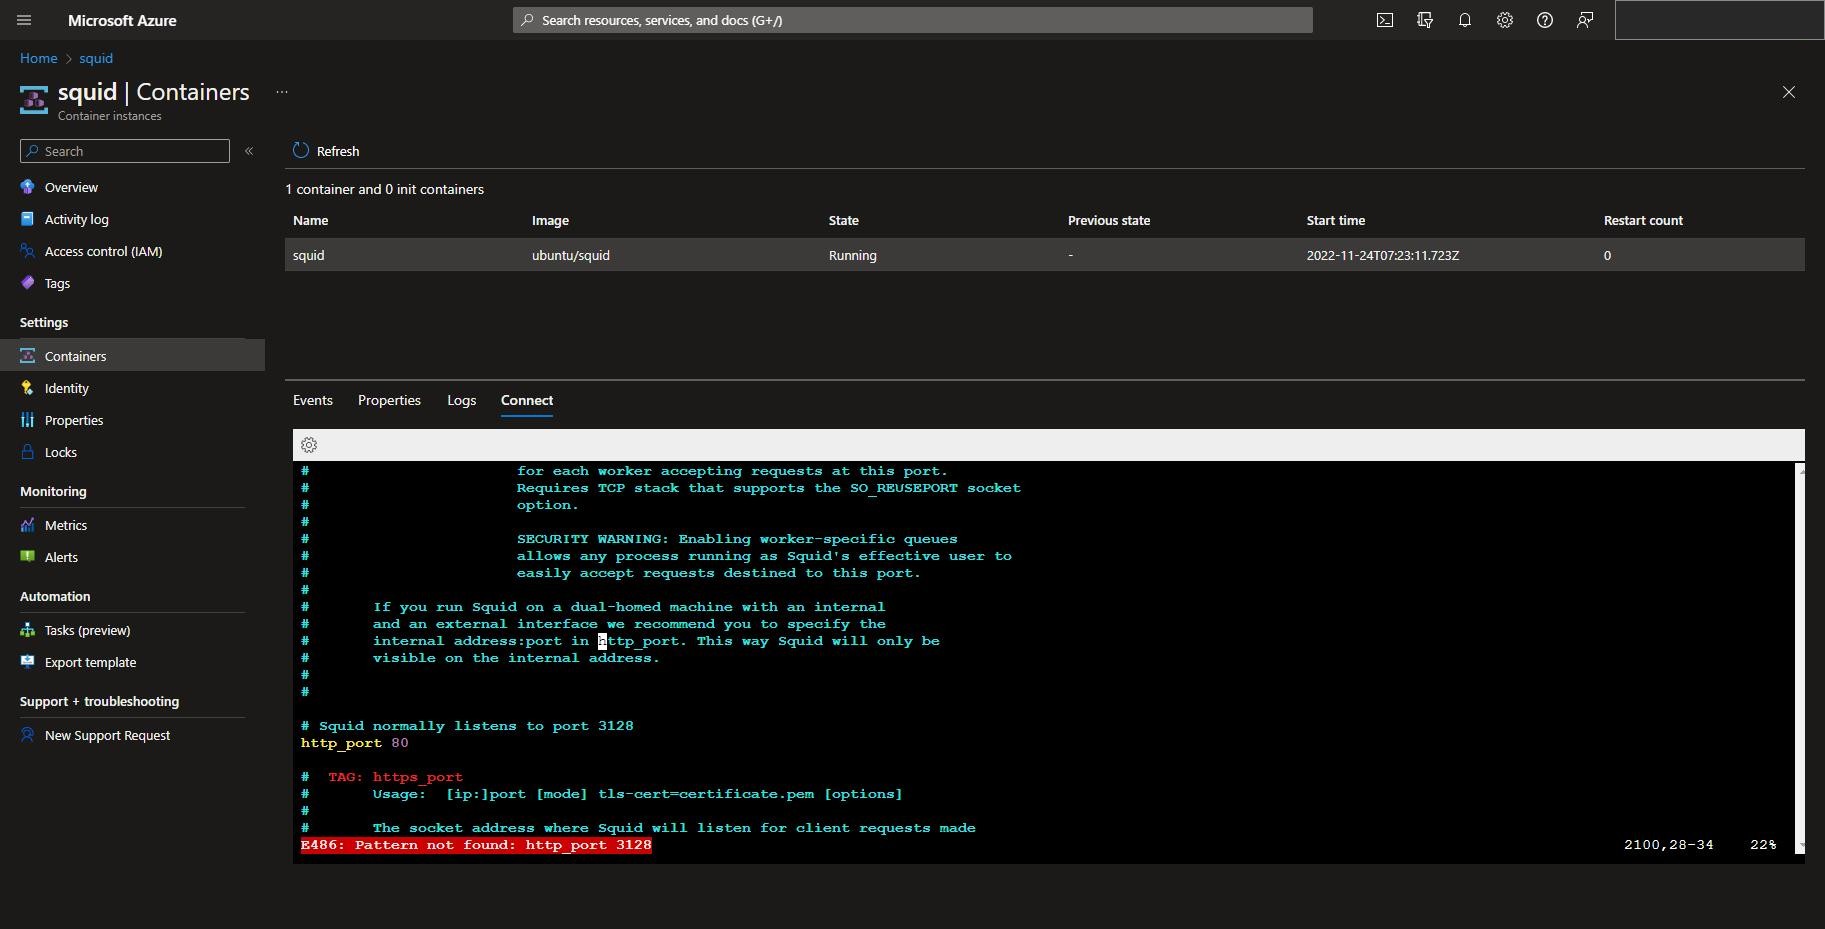 Microsoft Azure
Search resources, services, and docs (G+/)
Home > squid
squid | Containers ...
Container instances
Search «
Overview
Activity log
Access control (IAM)
Tags
Settings
Containers
Identity
Properties
Locks
Monitoring
Metrics
Alerts
Automation
Tasks (preview)
Export template
Support + troubleshooting
New Support Request
Refresh
1 container and 0 init containers
Name Image State Previous state Start time Restart count
squid ubuntu/squid Running - 2022-11-24T07:23:11.723Z 0
Events Properties Logs Connect
# for each worker accepting requests at this port.
# Requires TCP stack that supports the SO_REUSEPORT socket
# option.
#
# SECURITY WARNING: Enabling worker-specific queues
# allows any process running as Squid's effective user to
# easily accept requests destined to this port.
#
# If you run Squid on a dual-homed machine with an internal
# and an external interface we recommend you to specify the
# internal address:port in http_port. This way Squid will only be
# visible on the internal address.
#
#
# Squid normally listens to port 3128
http_port 80
# TAG: https_port
# Usage: [ip:]port [mode] tls-cert=certificate.pem [options]
#
# The socket address where Squid will listen for client requests made
E486: Pattern not found: http_port 3128 2100,28-34 22%